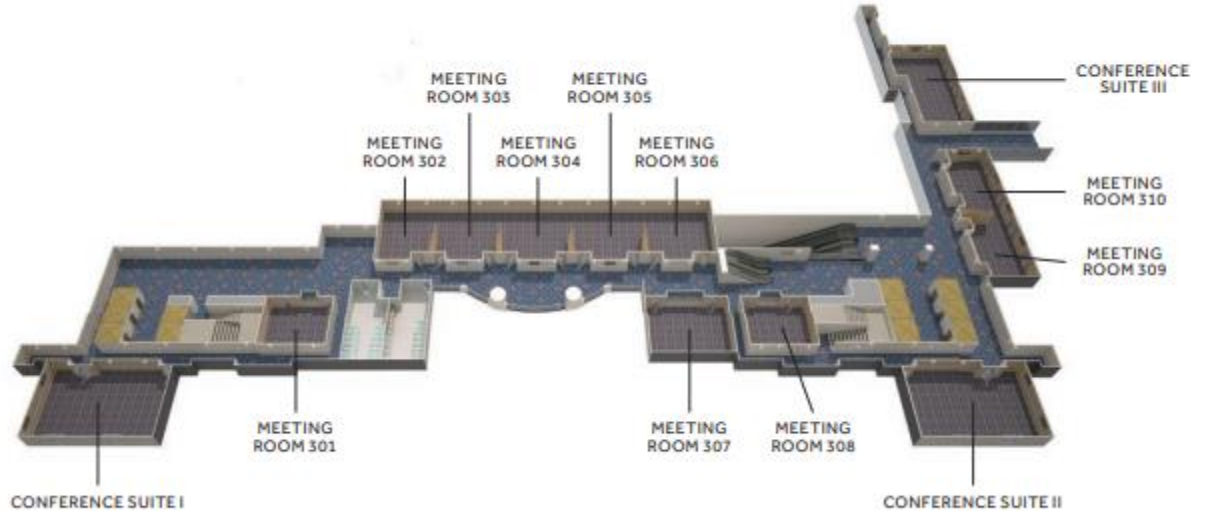 MEETING
ROOM 303
MEETING
ROOM 305
CONFERENCE
SUITE III
MEETING
ROOM 302
MEETING
ROOM 304
MEETING
ROOM 306
MEETING
ROOM 310
MEETING
ROOM 309
MEETING
ROOM 301
MEETING
ROOM 307
MEETING
ROOM 308
CONFERENCE SUITE I
CONFERENCE SUITE II